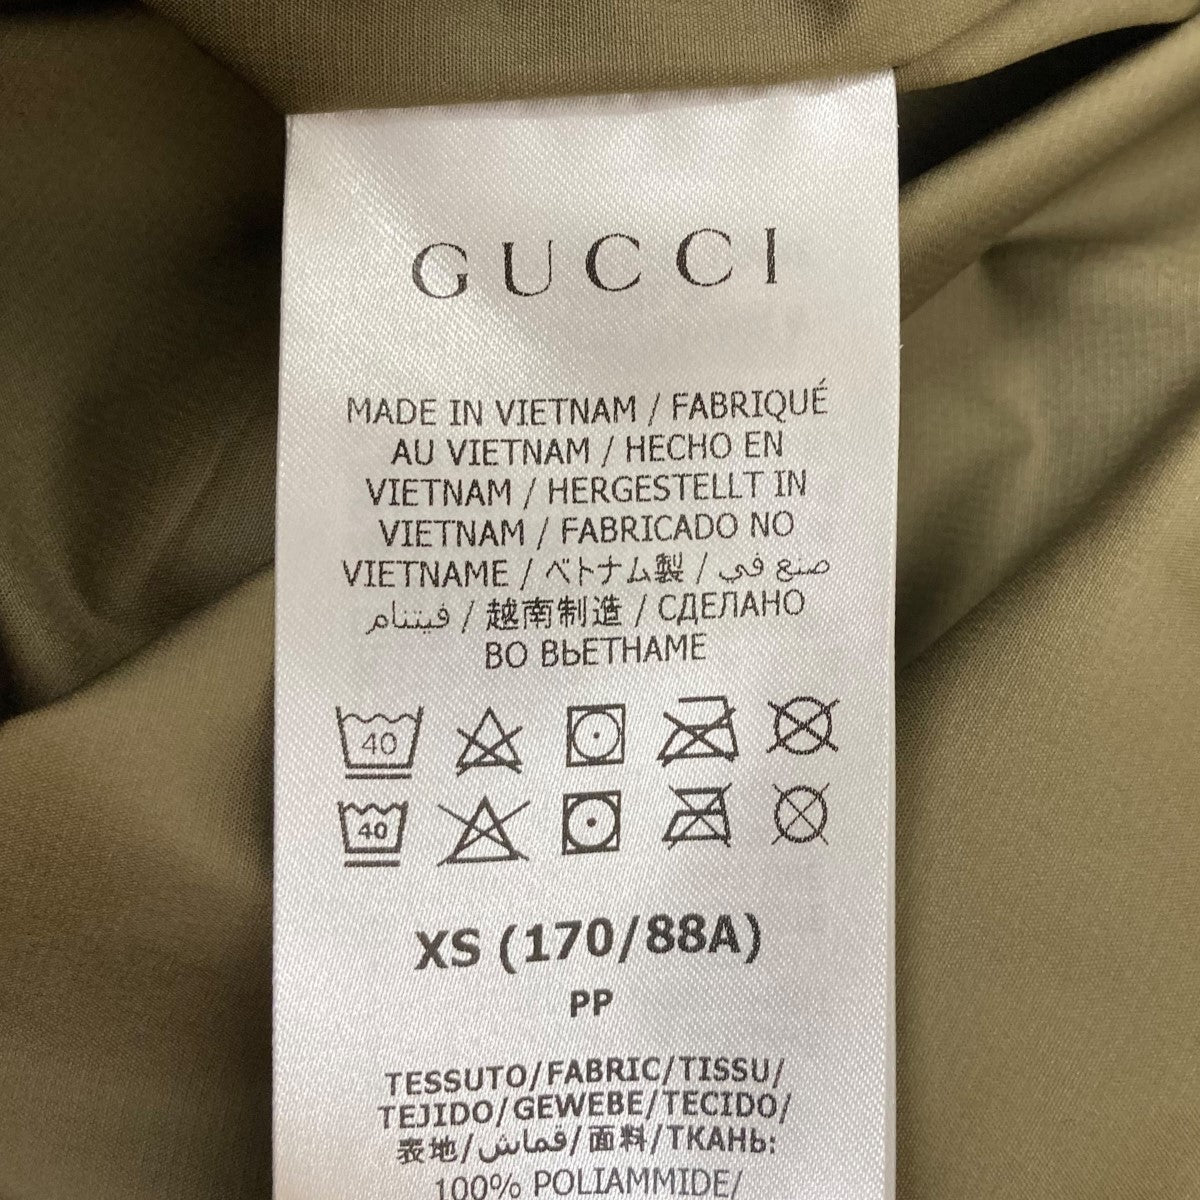 GUCCI
MADE IN VIETNAM / FABRIQUÉ
AU VIETNAM / HECHO EN
VIETNAM / HERGESTELLT IN
VIETNAM / FABRICADO NO
VIETNAME / ベトナム製 / صنع في
فيتنام / 越南制造 / СДЕЛАНО
ВО ВЬЕТНАМЕ
40
40
XS (170/88A)
PP
TESSUTO/FABRIC/TISSU/
TEJIDO/GEWEBE/TECIDO/
表地/قماش/面料/ТКАНЬ:
100% POLIAMMIDE/